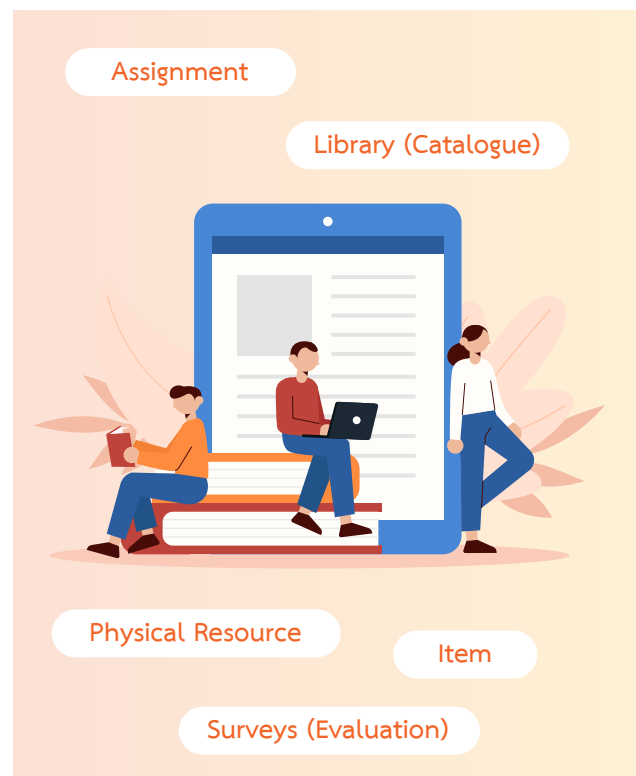 Assignment
Library (Catalogue)
Physical Resource
Item
Surveys (Evaluation)